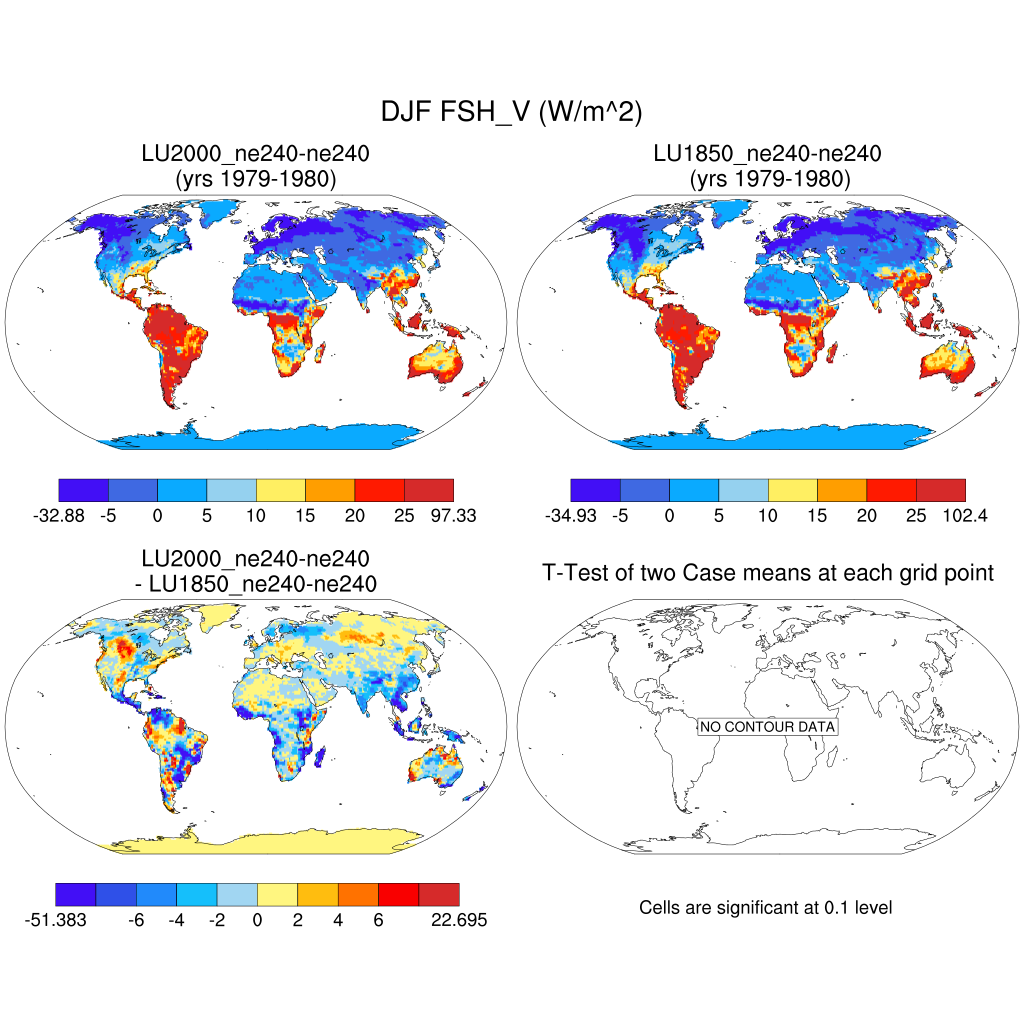 DJF FSH_V (W/m^2)
LU2000_ne240-ne240
(yrs 1979-1980)
LU1850_ne240-ne240
(yrs 1979-1980)
-32.88 -5 0 5 10 15 20 25 97.33
-34.93 -5 0 5 10 15 20 25 102.4
LU2000_ne240-ne240
- LU1850_ne240-ne240
T-Test of two Case means at each grid point
NO CONTOUR DATA
-51.383 -6 -4 -2 0 2 4 6 22.695
Cells are significant at 0.1 level